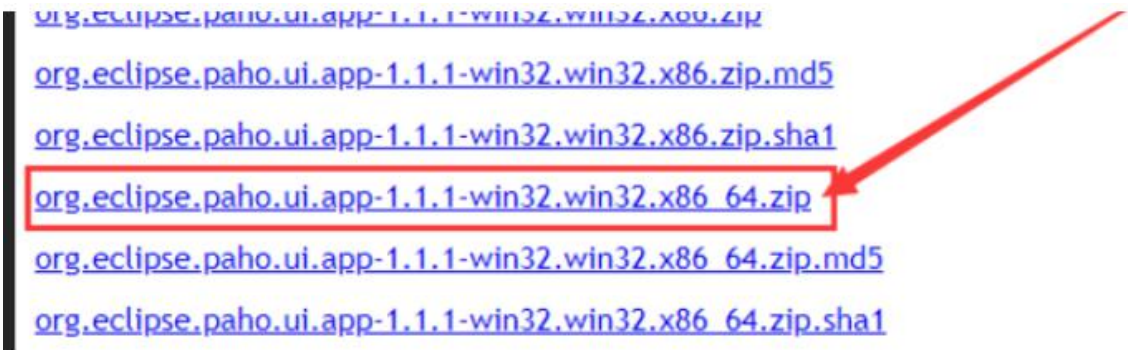 org.eclipse.paho.ui.app-1.1.1-win32.win32.x86.zip
org.eclipse.paho.ui.app-1.1.1-win32.win32.x86.zip.md5
org.eclipse.paho.ui.app-1.1.1-win32.win32.x86.zip.sha1
org.eclipse.paho.ui.app-1.1.1-win32.win32.x86_64.zip
org.eclipse.paho.ui.app-1.1.1-win32.win32.x86_64.zip.md5
org.eclipse.paho.ui.app-1.1.1-win32.win32.x86_64.zip.sha1